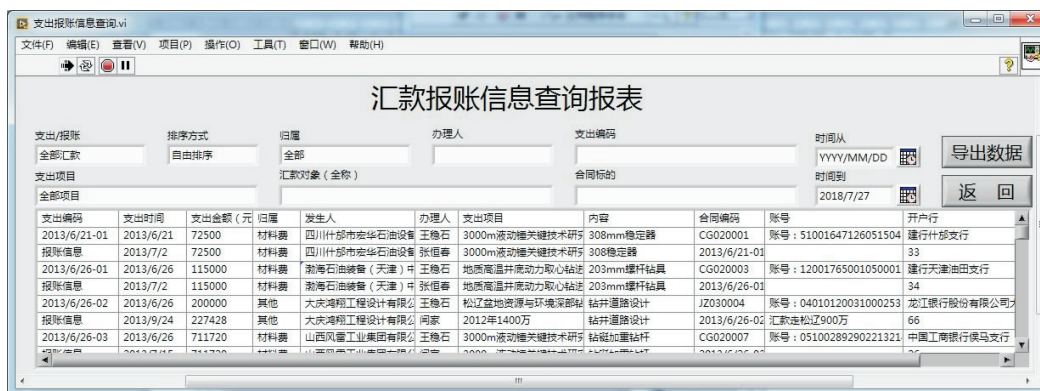 支出报账信息查询.vi
文件(F) 编辑(E) 查看(V) 项目(P) 操作(O) 工具(T) 窗口(W) 帮助(H)
汇款报账信息查询报表
支出/报账 排序方式 归属 办理人 支出编码 时间从
全部汇款 自由排序 全部 YYYY/MM/DD 导出数据
支出项目 汇款对象（全称） 合同标的 时间到
全部项目 2018/7/27 返 回
支出编码 支出时间 支出金额（元 归属 发生人 办理人 支出项目 内容 合同编码 账号 开户行
2013/6/21-01 2013/6/21 72500 材料费 四川什邡市宏华石油设备 王稳石 3000m液动锤关键技术研究 308mm稳定器 CG020001 账号：51001647126051504 建行什邡支行
报账信息 2013/7/2 72500 材料费 四川什邡市宏华石油设备 张恒春 3000m液动锤关键技术研究 308稳定器 2013/6/21-01 33
2013/6/26-01 2013/6/26 115000 材料费 渤海石油装备（天津）中 王稳石 地质高温井底动力取心钻进 203mm螺杆钻具 CG020003 账号：12001765001050001 建行天津油田支行
报账信息 2013/7/2 115000 材料费 渤海石油装备（天津）中 张恒春 地质高温井底动力取心钻进 203mm螺杆钻具 2013/6/26-01 34
2013/6/26-02 2013/6/26 200000 其他 大庆鸿翔工程设计有限公 王稳石 松辽盆地资源与环境深部钻 钻井道路设计 JZ030004 账号：04010120031000253 龙江银行股份有限公司大
报账信息 2013/9/24 227428 其他 大庆鸿翔工程设计有限公 闫家 2012年1400万 钻井道路设计 2013/6/26-02 汇款走松辽900万 66
2013/6/26-03 2013/6/26 711720 材料费 山西风雷工业集团有限公 王稳石 3000m液动锤关键技术研究 钻铤加重钻杆 CG020007 账号：05100289290221321 中国工商银行侯马支行